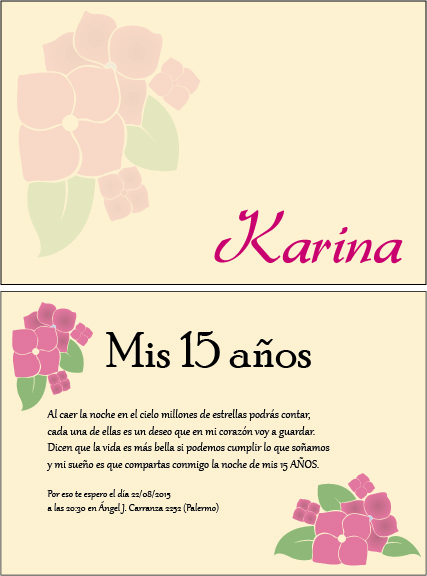 Karina
Mis 15 años
Al caer la noche en el cielo millones de estrellas podrás contar,
cada una de ellas es un deseo que en mi corazón voy a guardar.
Dicen que la vida es más bella si podemos cumplir lo que soñamos
y mi sueño es que compartas conmigo la noche de mis 15 AÑOS.
Por eso te espero el día 22/08/2015
a las 20:30 en Ángel J. Carranza 2252 (Palermo)